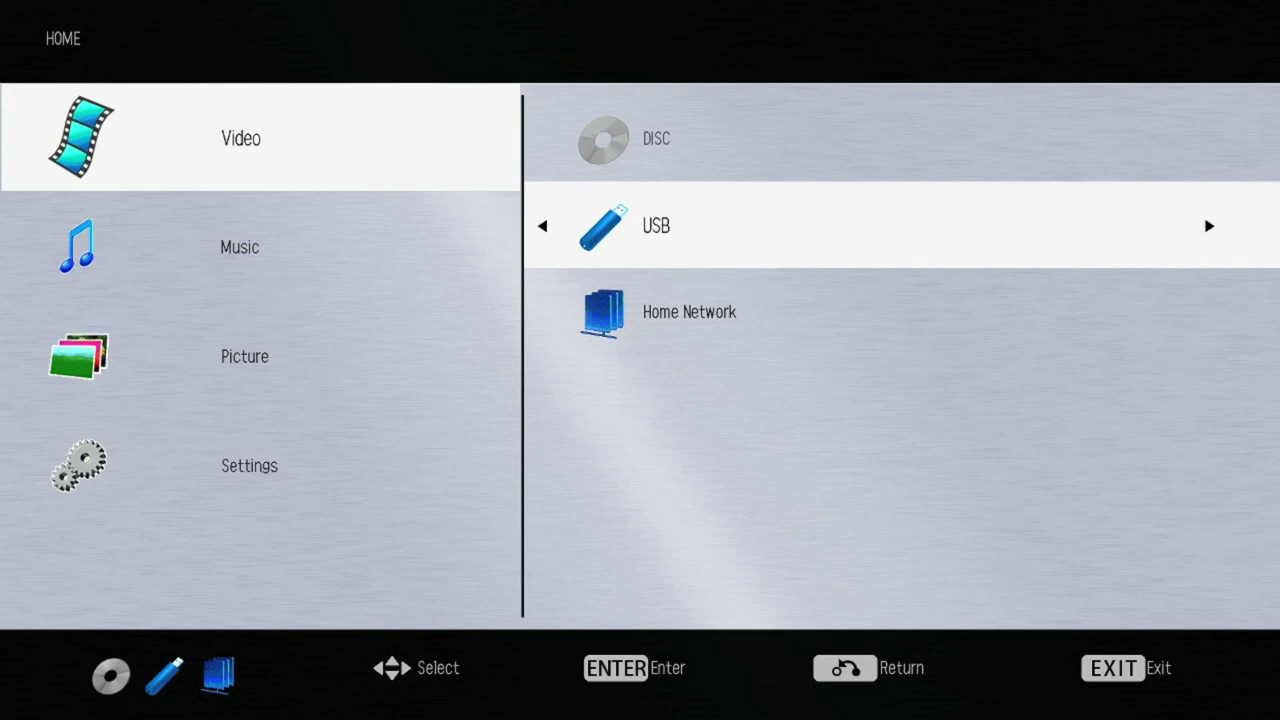 HOME
Video
Music
Picture
Settings
DISC
USB
Home Network
Select
ENTER Enter
Return
EXIT Exit